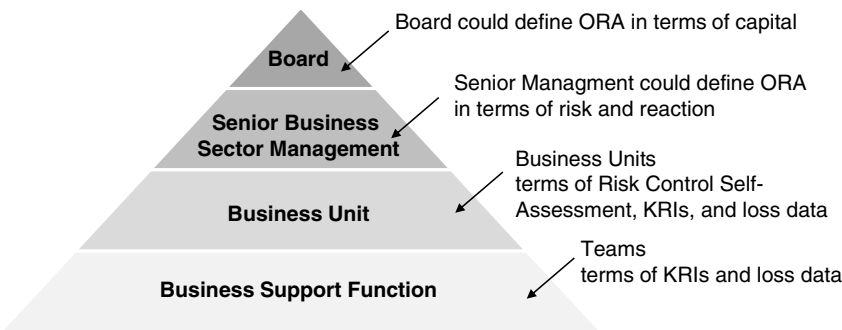 Board could define ORA in terms of capital
Board
Senior Managment could define ORA
in terms of risk and reaction
Senior Business
Sector Management
Business Units
terms of Risk Control Self-
Assessment, KRIs, and loss data
Business Unit
Teams
terms of KRIs and loss data
Business Support Function